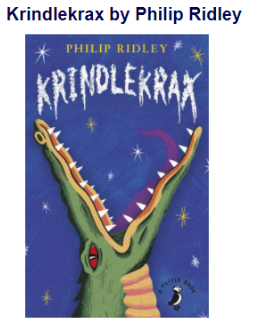 Krindlekrax by Philip Ridley
PHILIP RIDLEY
KRINDLEKRAX
A PUFFIN BOOK